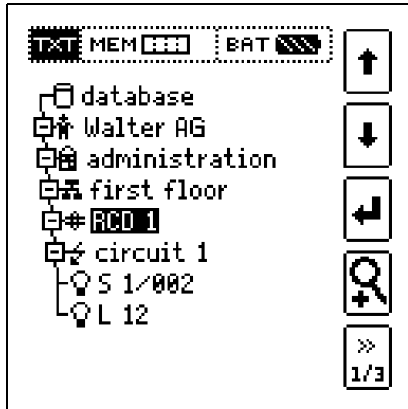 TXT MEM BAT
database
Walter AG
administration
first floor
RCD 1
circuit 1
S 1/002
L 12
>>
1/3